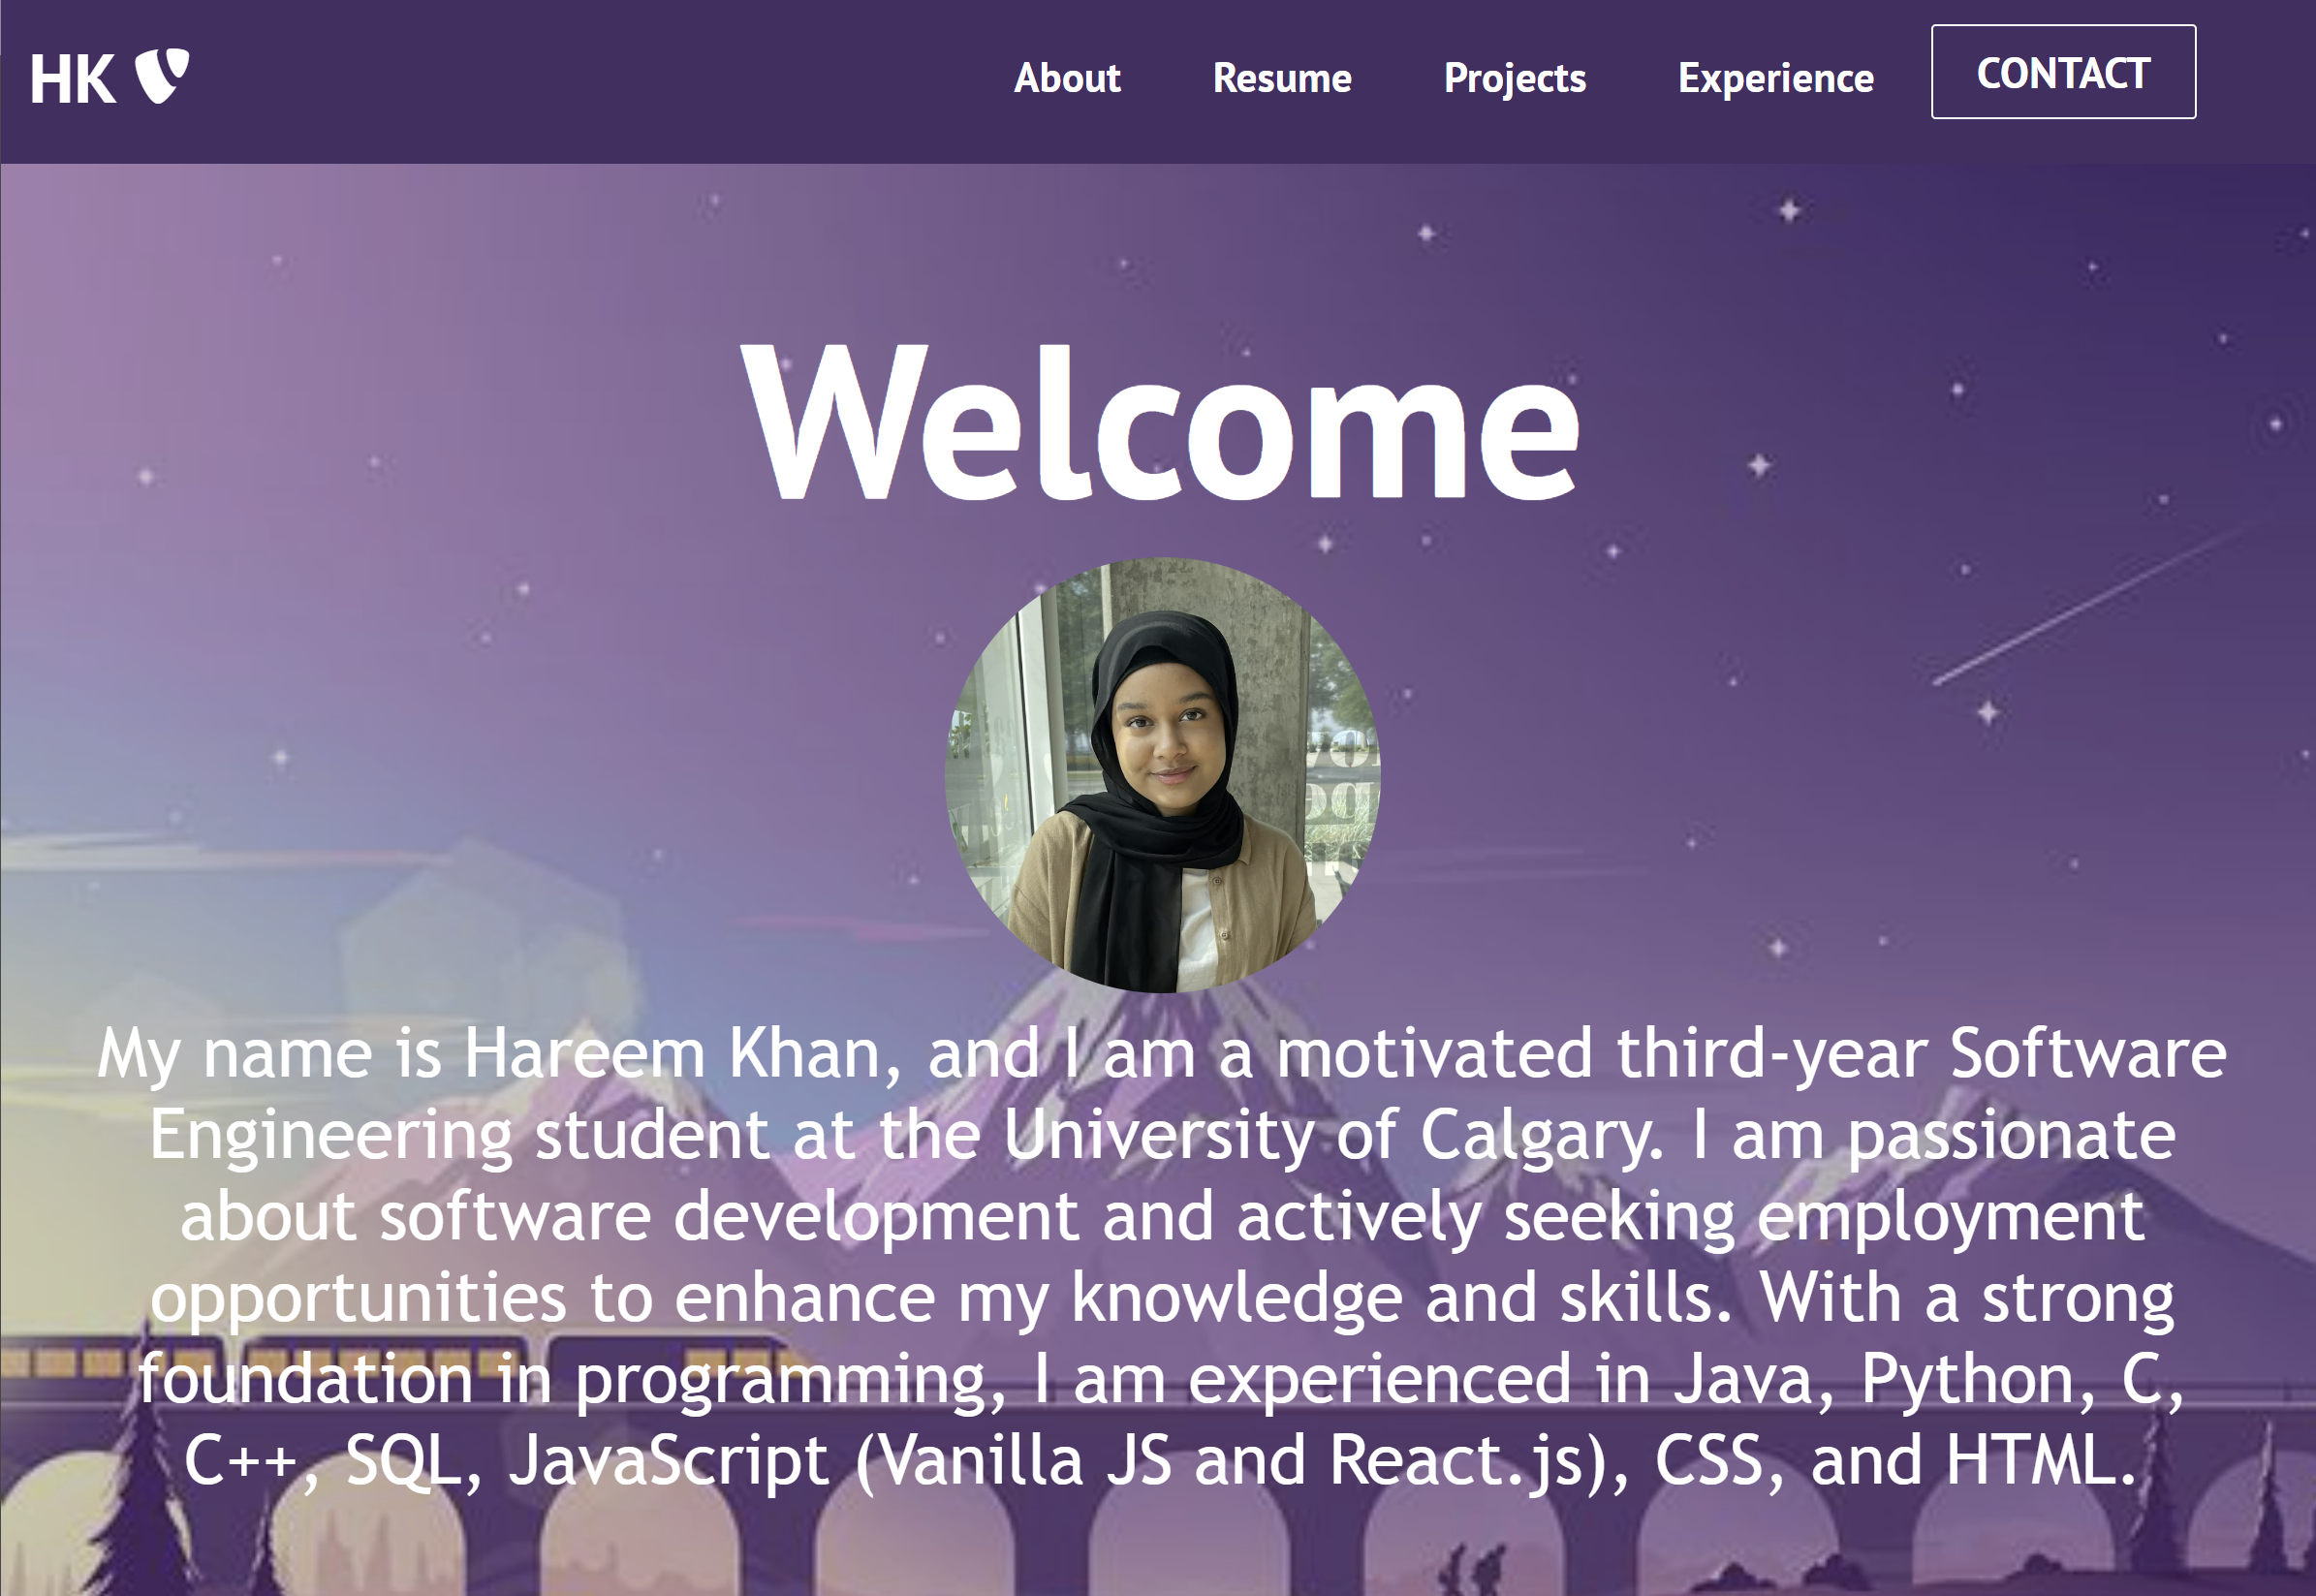 HK
About Resume Projects Experience CONTACT
Welcome
My name is Hareem Khan, and I am a motivated third-year Software
Engineering student at the University of Calgary. I am passionate
about software development and actively seeking employment
opportunities to enhance my knowledge and skills. With a strong
foundation in programming, I am experienced in Java, Python, C,
C++, SQL, JavaScript (Vanilla JS and React.js), CSS, and HTML.